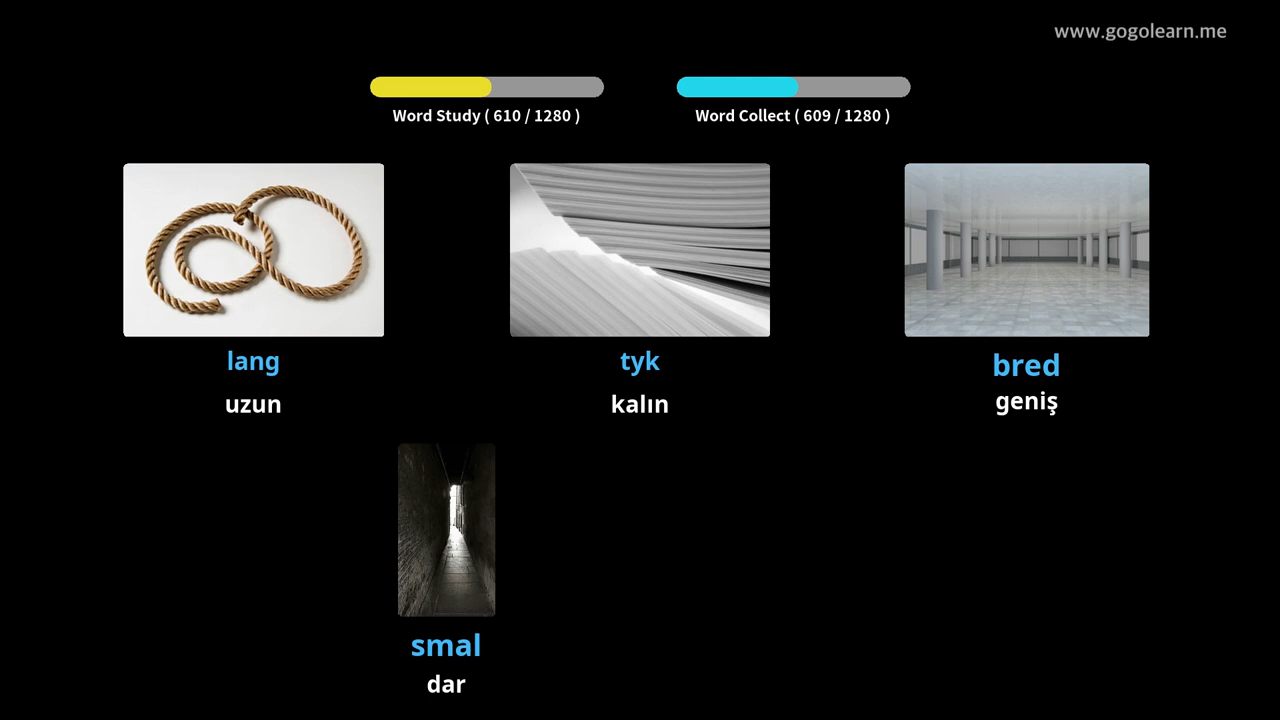 www.gogolearn.me
Word Study ( 610 / 1280 )
Word Collect ( 609 / 1280 )
lang
uzun
tyk
kalın
bred
geniş
smal
dar